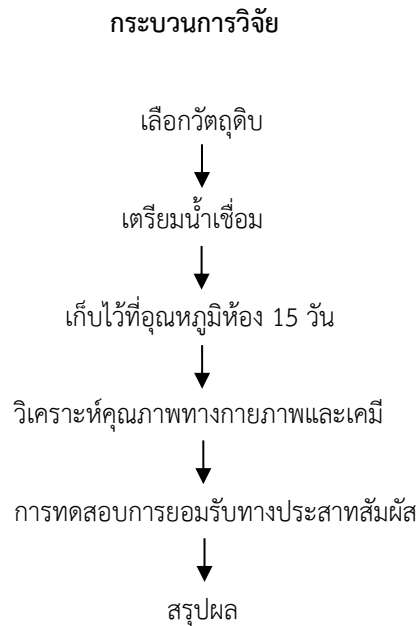 กระบวนการวิจัย
เลือกวัตถุดิบ
เตรียมน้ำเชื่อม
เก็บไว้ที่อุณหภูมิห้อง 15 วัน
วิเคราะห์คุณภาพทางกายภาพและเคมี
การทดสอบการยอมรับทางประสาทสัมผัส
สรุปผล